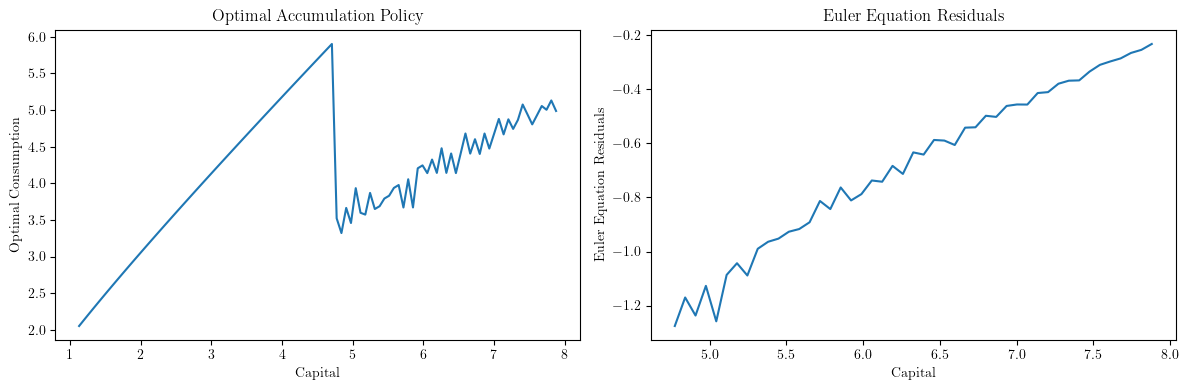 Optimal Accumulation Policy
Optimal Consumption
6.0
5.5
5.0
4.5
4.0
3.5
3.0
2.5
2.0
1 2 3 4 5 6 7 8
Capital
Euler Equation Residuals
Euler Equation Residuals
−0.2
−0.4
−0.6
−0.8
−1.0
−1.2
5.0 5.5 6.0 6.5 7.0 7.5 8.0
Capital